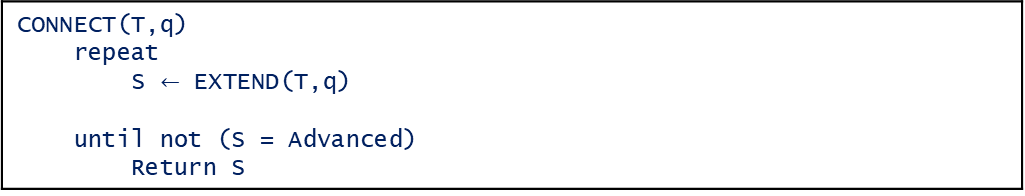 CONNECT(T,q)
repeat
S ← EXTEND(T,q)
until not (S = Advanced)
Return S